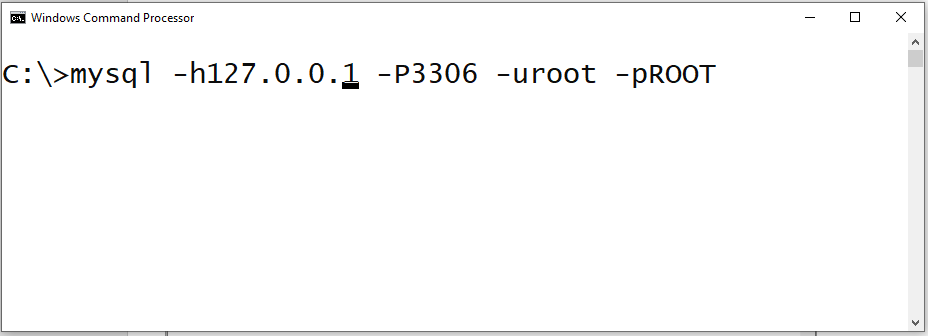 Windows Command Processor
C:\>mysql -h127.0.0.1 -P3306 -uroot -pROOT